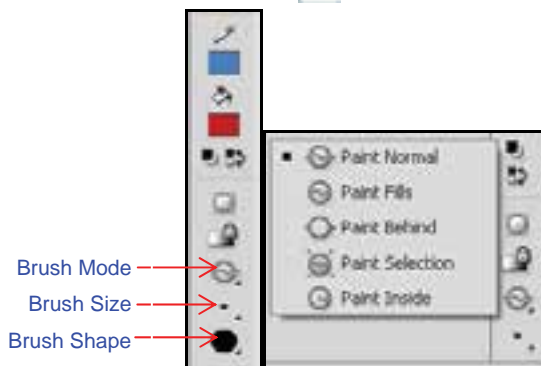 Paint Normal
Paint Fills
Paint Behind
Paint Selection
Paint Inside
Brush Mode
Brush Size
Brush Shape